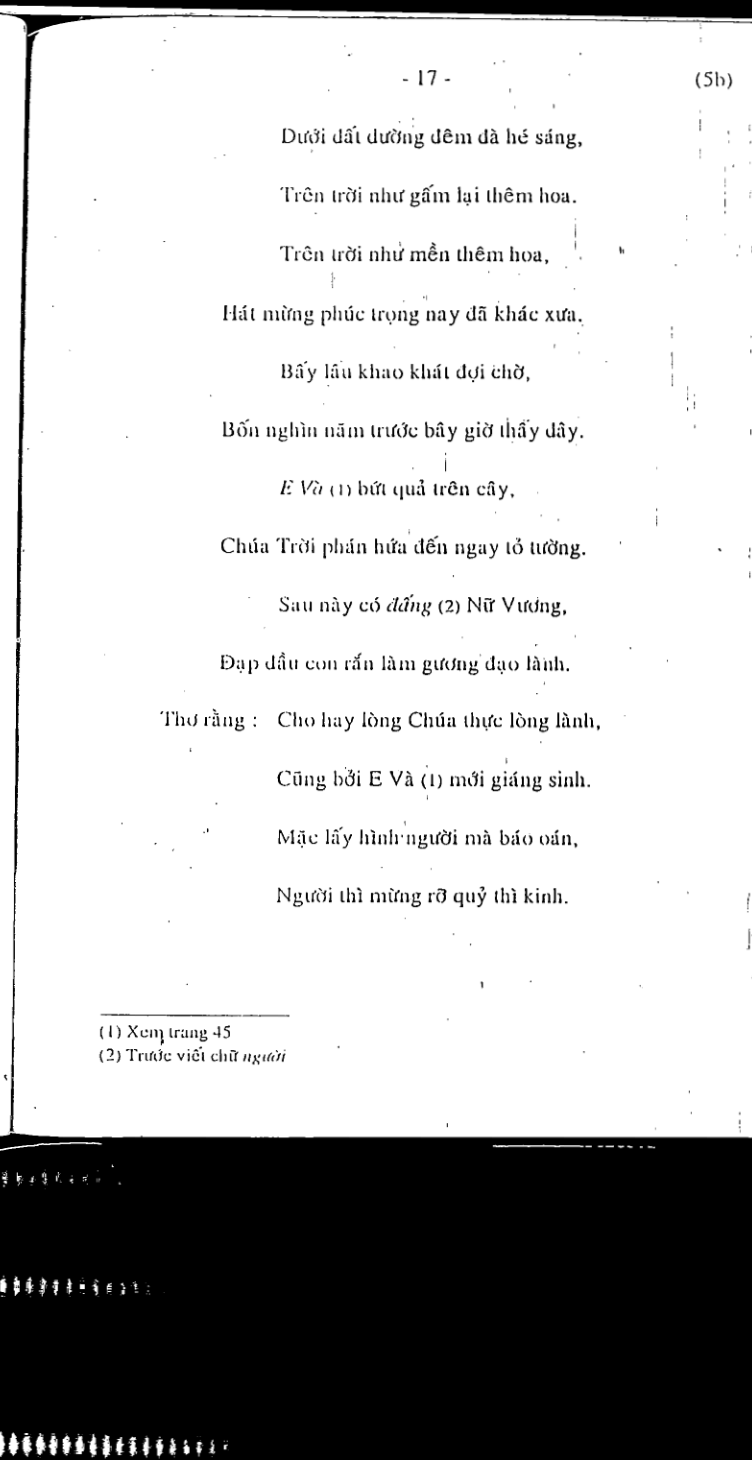 - 17 - (5b)
Dưới đất dường đêm đà hé sáng,
Trên trời như gấm lại thêm hoa.
Trên trời như mền thêm hoa,
Hát mừng phúc trọng nay đã khác xưa.
Bấy lâu khao khát đợi chờ,
Bốn nghìn năm trước bây giờ thấy đây.
E Và (1) bứt quả trên cây,
Chúa Trời phán hứa đến ngay tỏ tường.
Sau này có đấng (2) Nữ Vương,
Đạp đầu con rắn làm gương đạo lành.
Thơ rằng : Cho hay lòng Chúa thực lòng lành,
Cũng bởi E Và (1) mới giáng sinh.
Mặc lấy hình người mà báo oán,
Người thì mừng rỡ quỷ thì kinh.
(1) Xem trang 45
(2) Trước viết chữ người